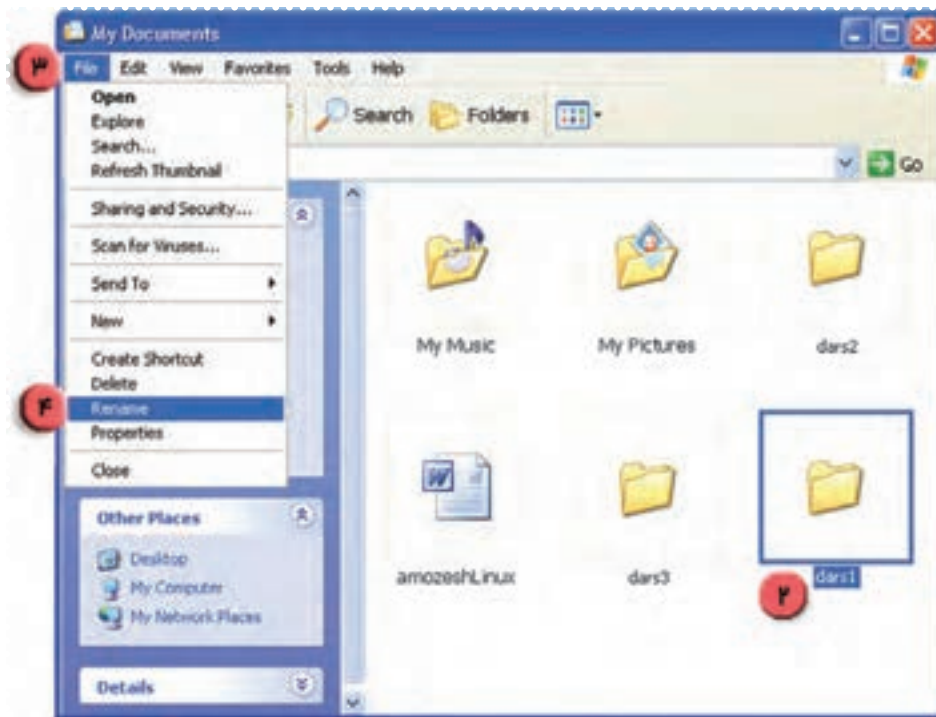 My Documents
۳
File Edit View Favorites Tools Help
Open
Explore
Search...
Refresh Thumbnail
Sharing and Security...
Scan for Viruses...
Send To
New
Create Shortcut
Delete
۴
Rename
Properties
Close
Search Folders
Go
Other Places
Desktop
My Computer
My Network Places
Details
My Music My Pictures dars2
amozeshLinux dars3 dars1
۲